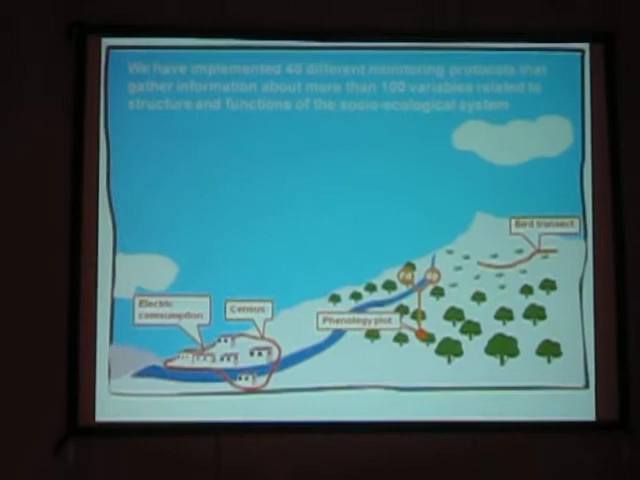 We have implemented 40 different monitoring protocols that
gather information about more than 100 variables related to
structure and functions of the socio-ecological system
Bird transect
Electric
comsumption
Census
Phenology plot